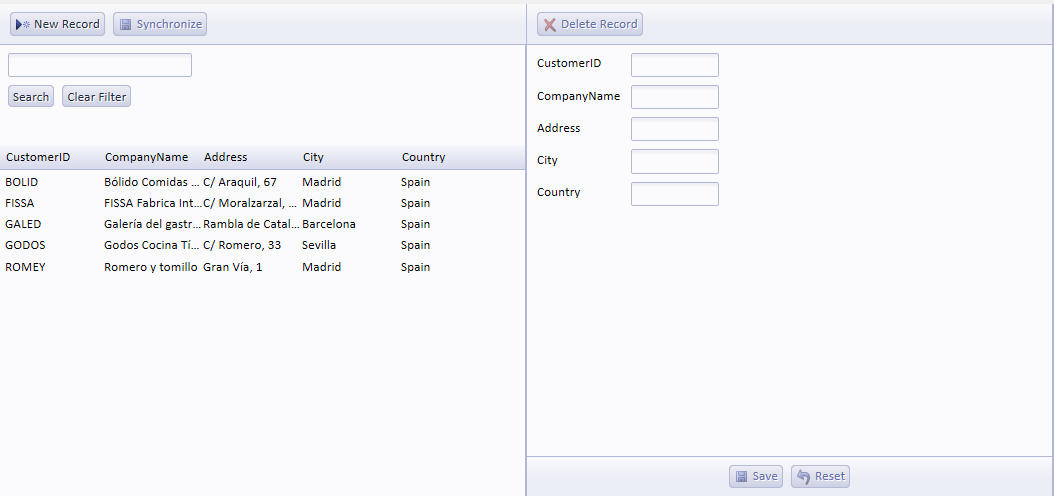 New Record Synchronize
Search Clear Filter
CustomerID CompanyName Address City Country
BOLID Bólido Comidas ... C/ Araquil, 67 Madrid Spain
FISSA FISSA Fabrica Int... C/ Moralzarzal, ... Madrid Spain
GALED Galería del gastr... Rambla de Catal... Barcelona Spain
GODOS Godos Cocina Tí... C/ Romero, 33 Sevilla Spain
ROMEY Romero y tomillo Gran Vía, 1 Madrid Spain
Delete Record
CustomerID
CompanyName
Address
City
Country
Save Reset